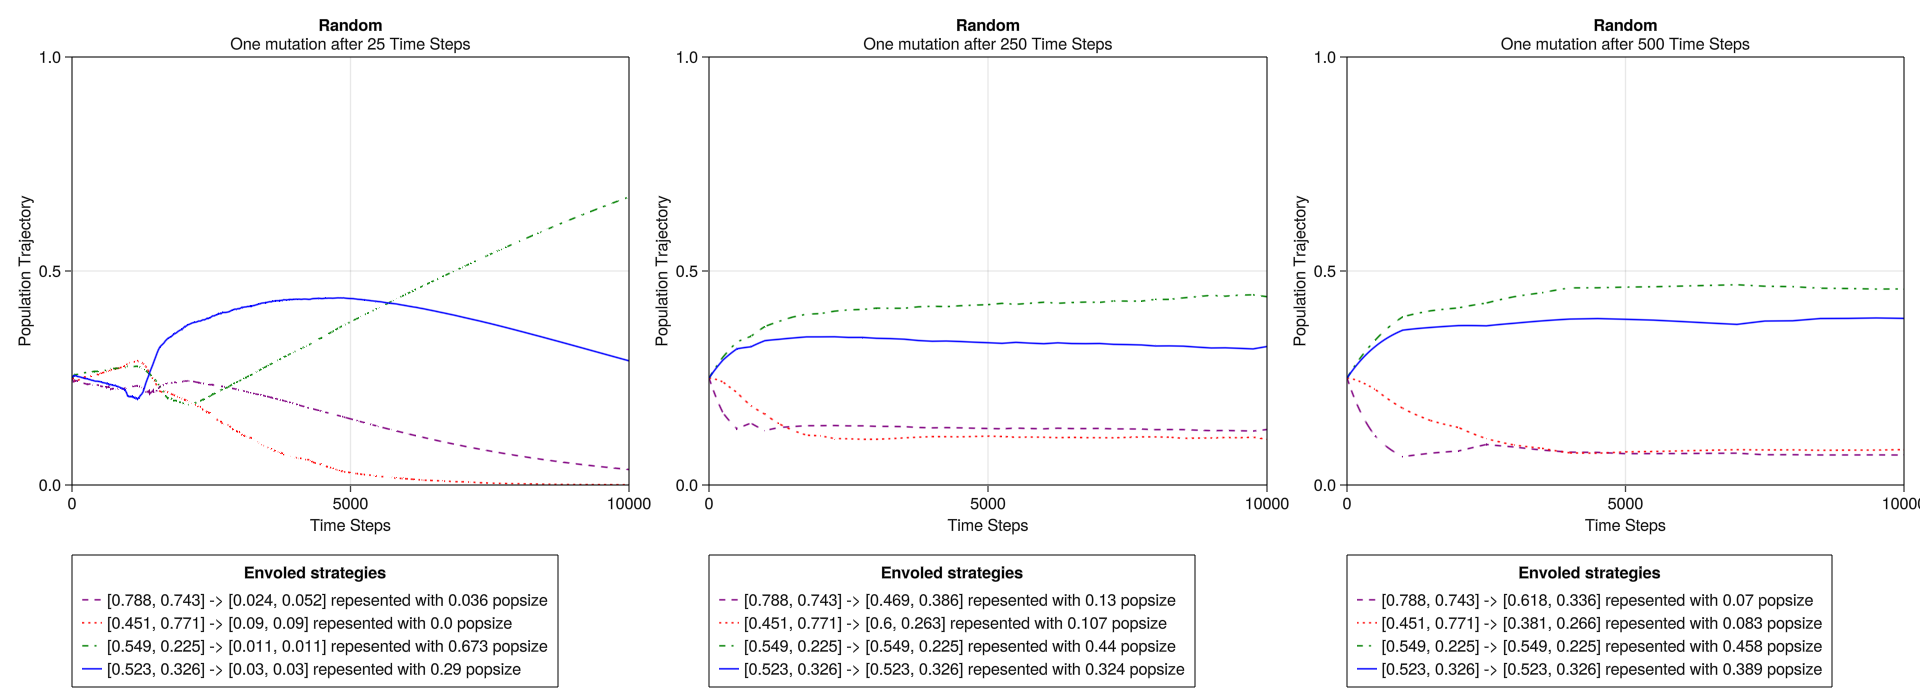 Random
One mutation after 25 Time Steps
1.0
0.5
0.0
Population Trajectory
0
5000
10000
Time Steps
Envoled strategies
[0.788, 0.743] -> [0.024, 0.052] repesented with 0.036 popsize
[0.451, 0.771] -> [0.09, 0.09] repesented with 0.0 popsize
[0.549, 0.225] -> [0.011, 0.011] repesented with 0.673 popsize
[0.523, 0.326] -> [0.03, 0.03] repesented with 0.29 popsize
Random
One mutation after 250 Time Steps
1.0
0.5
0.0
Population Trajectory
0
5000
10000
Time Steps
Envoled strategies
[0.788, 0.743] -> [0.469, 0.386] repesented with 0.13 popsize
[0.451, 0.771] -> [0.6, 0.263] repesented with 0.107 popsize
[0.549, 0.225] -> [0.549, 0.225] repesented with 0.44 popsize
[0.523, 0.326] -> [0.523, 0.326] repesented with 0.324 popsize
Random
One mutation after 500 Time Steps
1.0
0.5
0.0
Population Trajectory
0
5000
10000
Time Steps
Envoled strategies
[0.788, 0.743] -> [0.618, 0.336] repesented with 0.07 popsize
[0.451, 0.771] -> [0.381, 0.266] repesented with 0.083 popsize
[0.549, 0.225] -> [0.549, 0.225] repesented with 0.458 popsize
[0.523, 0.326] -> [0.523, 0.326] repesented with 0.389 popsize